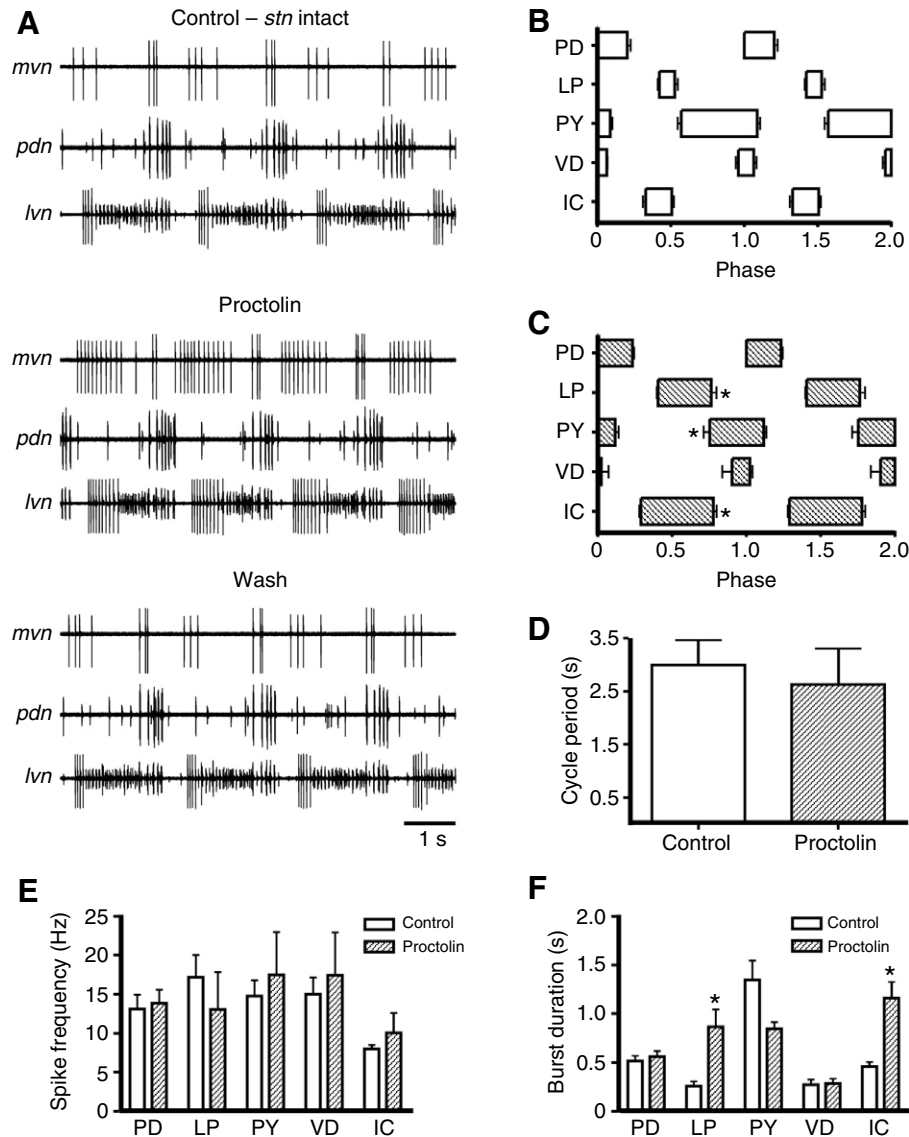 A
Control – stn intact
mvn
pdn
lvn
Proctolin
mvn
pdn
lvn
Wash
mvn
pdn
lvn
1 s
B
PD
LP
PY
VD
IC
0 0.5 1.0 1.5 2.0
Phase
C
PD
LP *
PY *
VD
IC *
0 0.5 1.0 1.5 2.0
Phase
D
Cycle period (s)
3.5
2.5
1.5
0.5
Control Proctolin
E
Spike frequency (Hz)
25
20
15
10
5
0
Control
Proctolin
PD LP PY VD IC
F
Burst duration (s)
2.0
1.5
1.0
0.5
0
Control
Proctolin
* *
PD LP PY VD IC